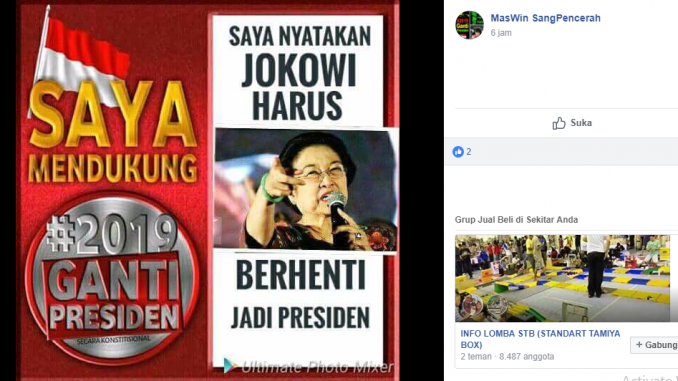 SAYA
MENDUKUNG
#2019
GANTI
PRESIDEN
SECARA KONSTITISIONAL
SAYA NYATAKAN
JOKOWI
HARUS
BERHENTI
JADI PRESIDEN
Ultimate Photo Mixer
MasWin SangPencerah
6 jam
Suka
2
Grup Jual Beli di Sekitar Anda
INFO LOMBA STB (STANDART TAMIYA
BOX)
2 teman · 8.487 anggota
+ Gabung
Activate